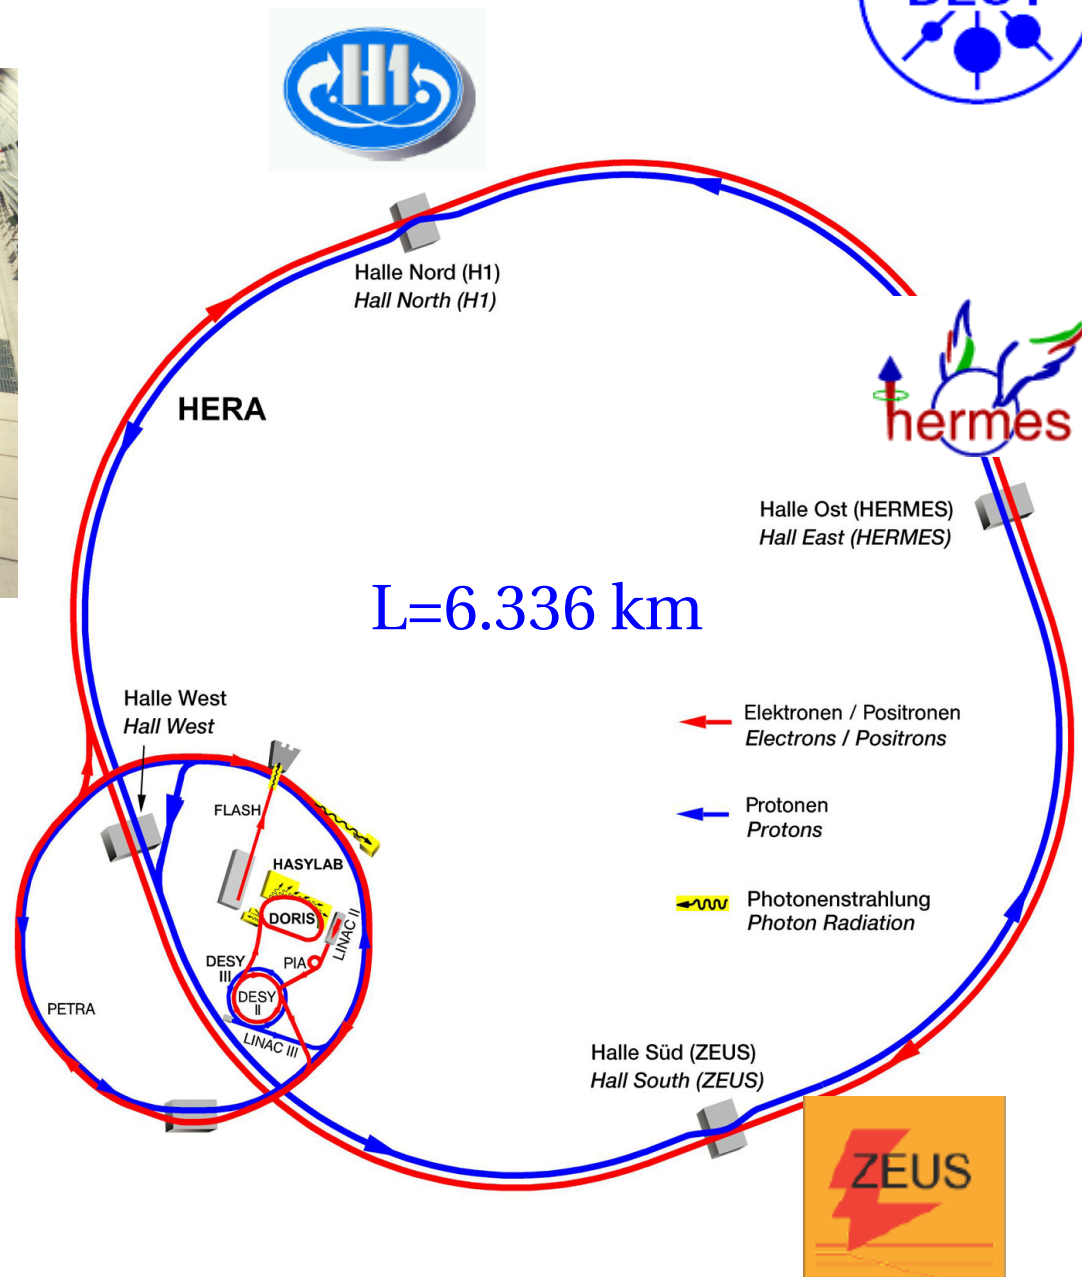 DESY
H1
Halle Nord (H1)
Hall North (H1)
HERA
hermes
Halle Ost (HERMES)
Hall East (HERMES)
L=6.336 km
Halle West
Hall West
Elektronen / Positronen
Electrons / Positrons
Protonen
Protons
FLASH
HASYLAB
Photonenstrahlung
Photon Radiation
DORIS
LINAC II
DESY
III
PIA
DESY
II
PETRA
LINAC III
Halle Süd (ZEUS)
Hall South (ZEUS)
ZEUS